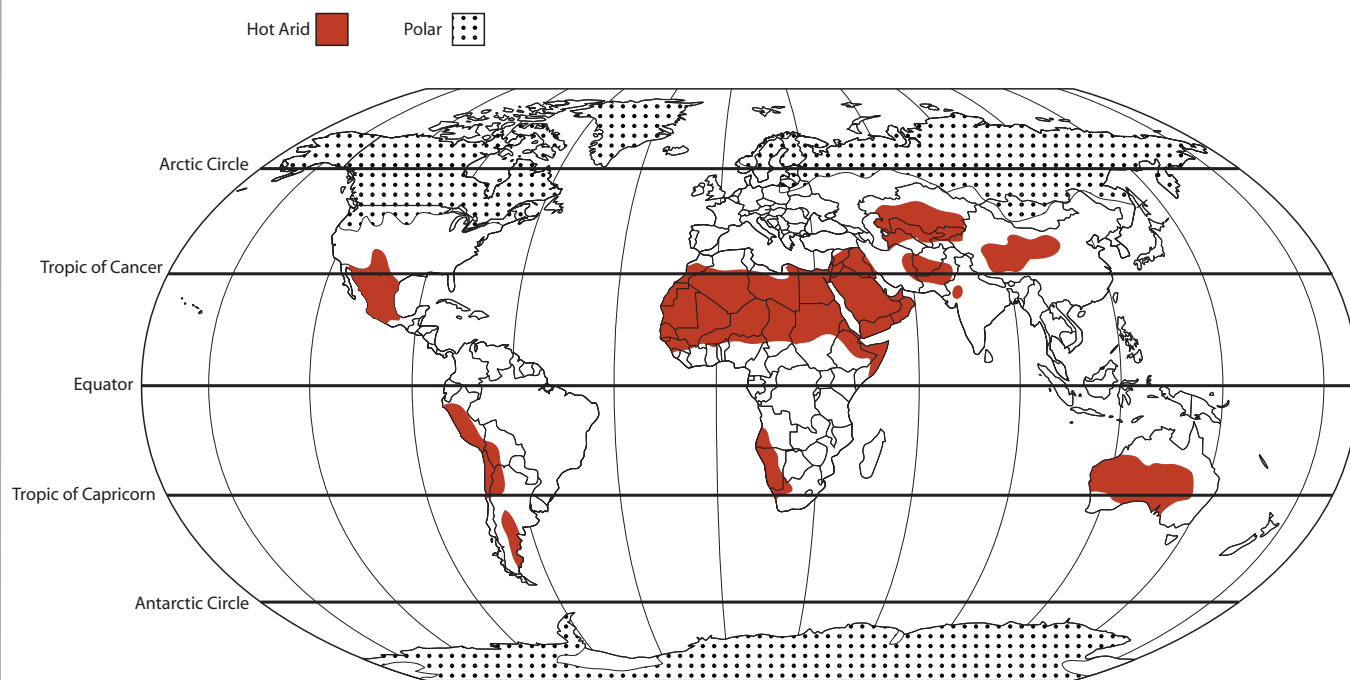 Hot Arid
Polar
Arctic Circle
Tropic of Cancer
Equator
Tropic of Capricorn
Antarctic Circle